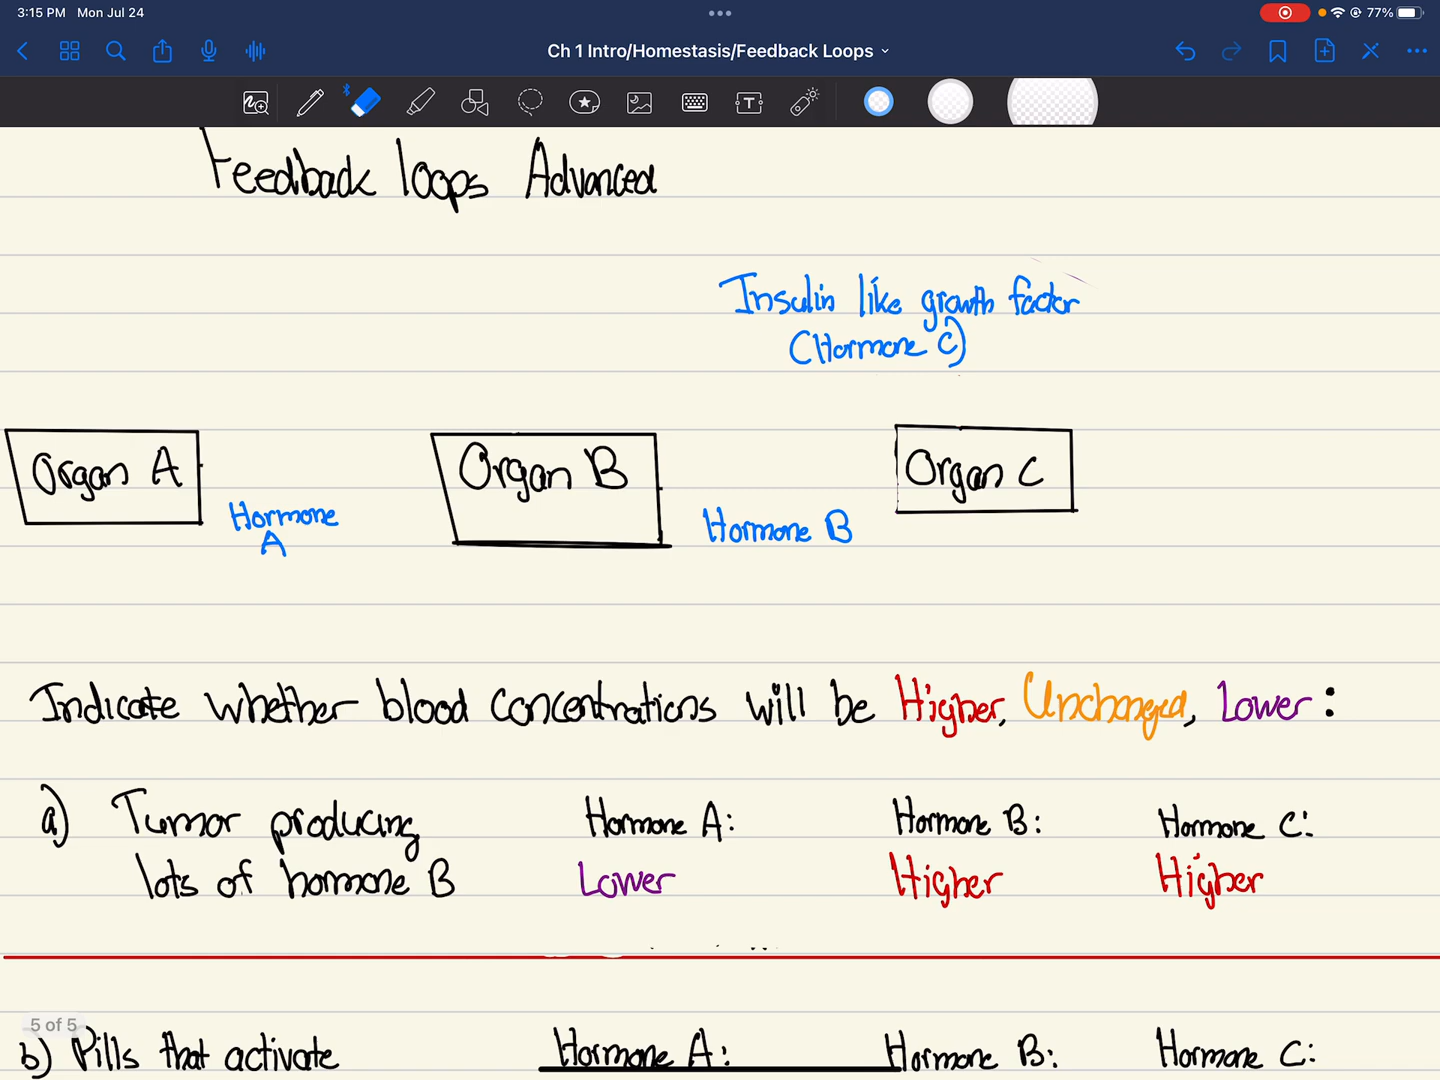 3:15 PM Mon Jul 24
77%
Ch 1 Intro/Homestasis/Feedback Loops
Feedback loops Advanced
Insulin like growth factor
(Hormone C)
Organ A
Organ B
Organ C
Hormone
A
Hormone B
Indicate whether blood concentrations will be Higher, Unchanged, Lower:
a) Tumor producing Hormone A: Hormone B: Hormone C:
lots of hormone B Lower Higher Higher
5 of 5
b) Pills that activate Hormone A: Hormone B: Hormone C: